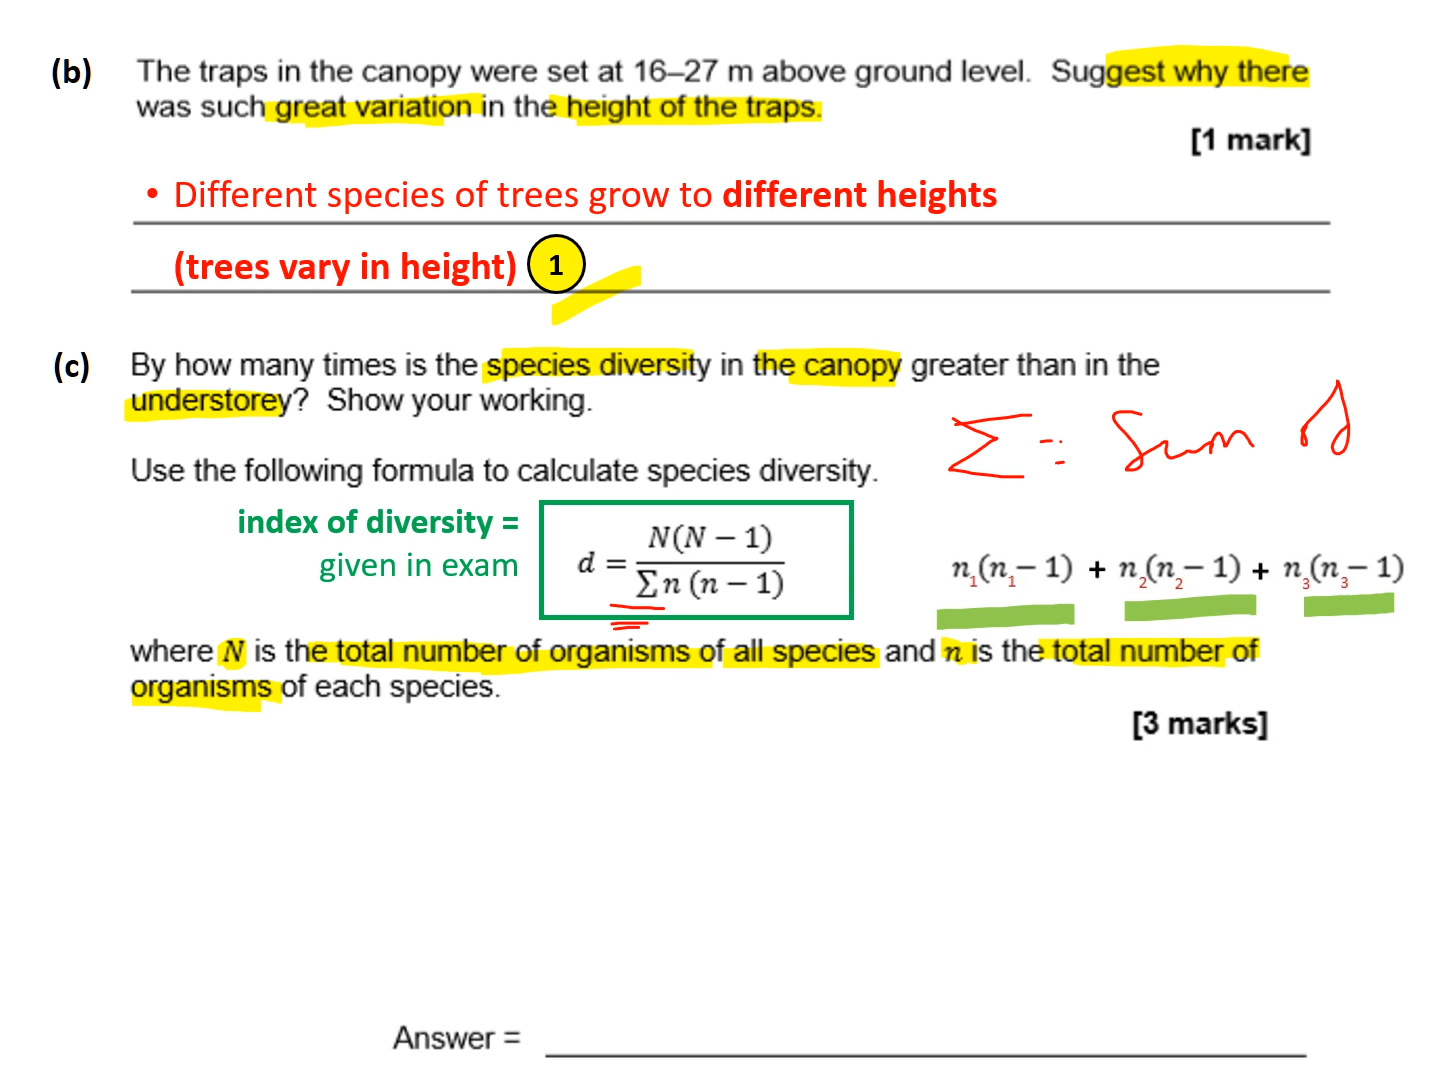 (b) The traps in the canopy were set at 16–27 m above ground level. Suggest why there
was such great variation in the height of the traps.
[1 mark]
• Different species of trees grow to different heights
(trees vary in height) 1
(c) By how many times is the species diversity in the canopy greater than in the
understorey? Show your working.
Σ = Sum of
Use the following formula to calculate species diversity.
index of diversity =
given in exam
d = N(N − 1) / Σn (n − 1)
n₁(n₁− 1) + n₂(n₂− 1) + n₃(n₃− 1)
where N is the total number of organisms of all species and n is the total number of
organisms of each species.
[3 marks]
Answer =